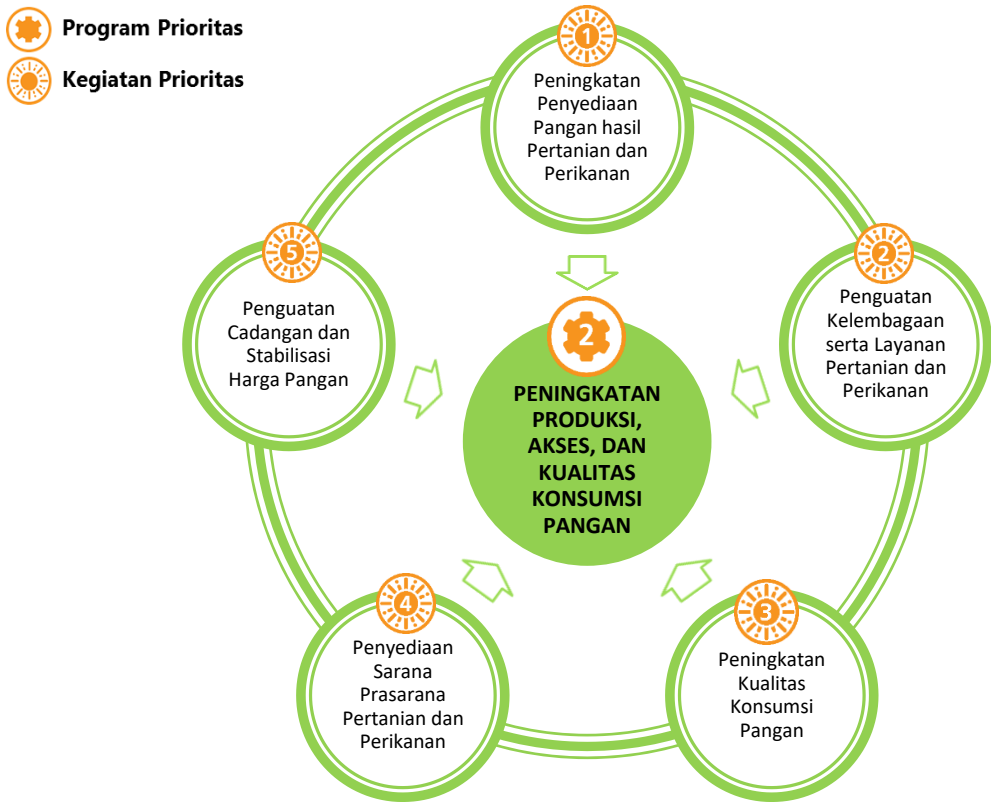 Program Prioritas
Kegiatan Prioritas
1
Peningkatan
Penyediaan
Pangan hasil
Pertanian dan
Perikanan
2
Penguatan
Kelembagaan
serta Layanan
Pertanian dan
Perikanan
3
Peningkatan
Kualitas
Konsumsi
Pangan
4
Penyediaan
Sarana
Prasarana
Pertanian dan
Perikanan
5
Penguatan
Cadangan dan
Stabilisasi
Harga Pangan
2
PENINGKATAN
PRODUKSI,
AKSES, DAN
KUALITAS
KONSUMSI
PANGAN